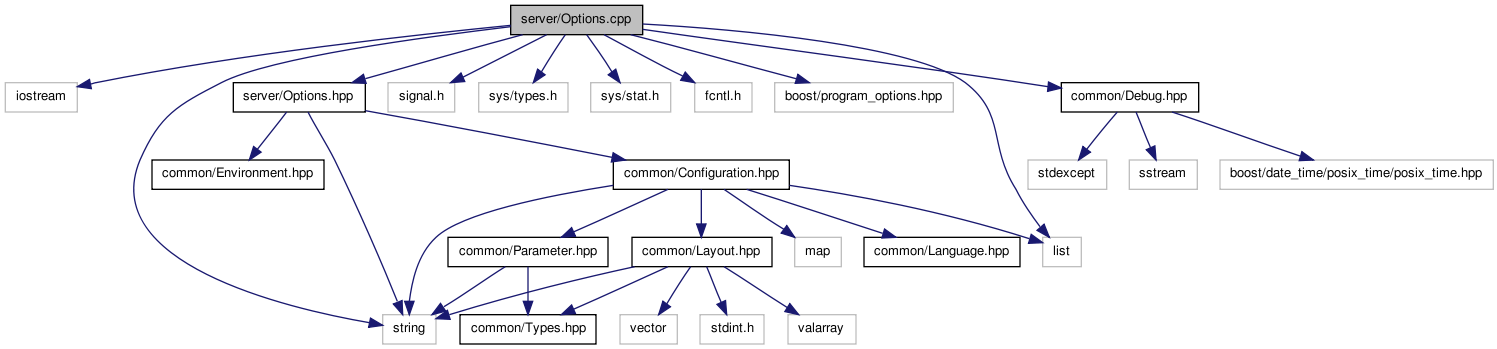 server/Options.cpp
iostream
server/Options.hpp
signal.h
sys/types.h
sys/stat.h
fcntl.h
boost/program_options.hpp
common/Debug.hpp
common/Environment.hpp
common/Configuration.hpp
stdexcept
sstream
boost/date_time/posix_time/posix_time.hpp
common/Parameter.hpp
common/Layout.hpp
map
common/Language.hpp
list
string
common/Types.hpp
vector
stdint.h
valarray